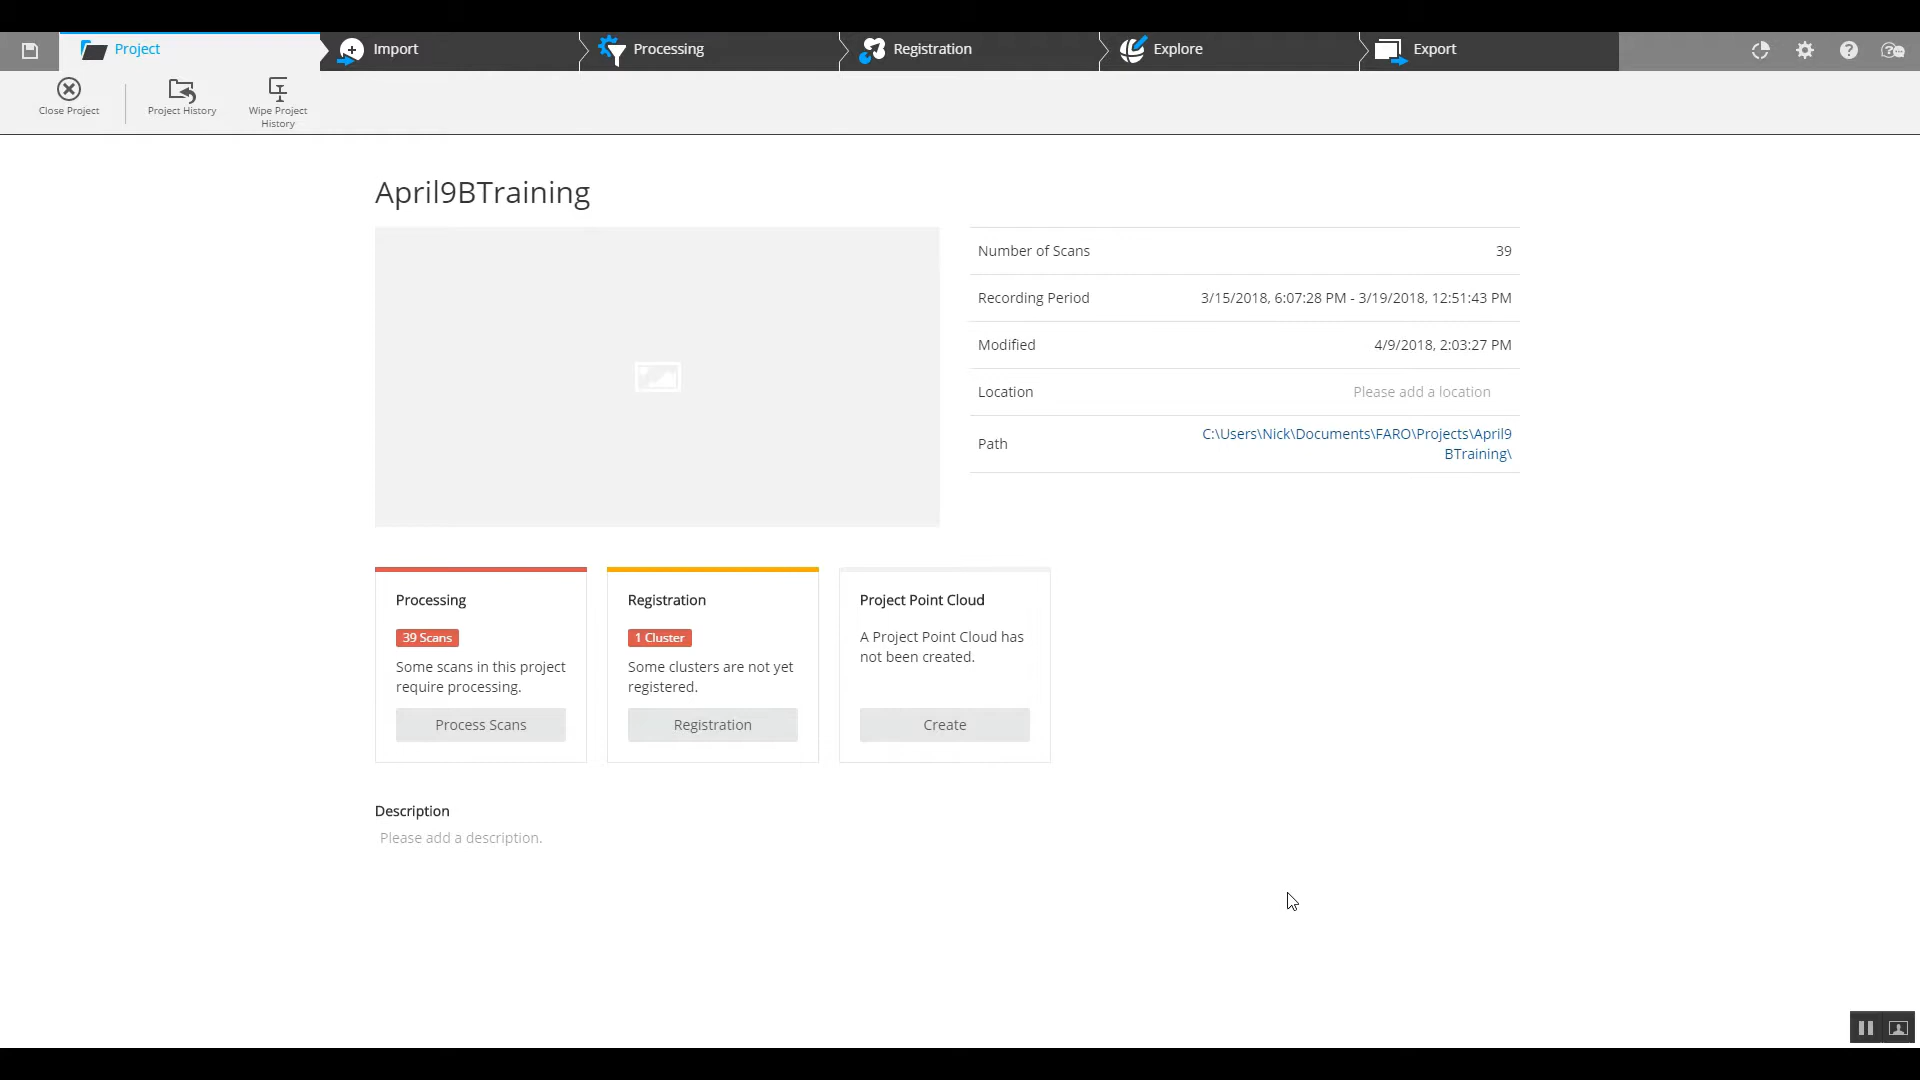 Project
Import
Processing
Registration
Explore
Export
Close Project
Project History
Wipe Project
History
April9BTraining
Number of Scans 39
Recording Period 3/15/2018, 6:07:28 PM - 3/19/2018, 12:51:43 PM
Modified 4/9/2018, 2:03:27 PM
Location Please add a location
Path C:\Users\Nick\Documents\FARO\Projects\April9
BTraining\
Processing
39 Scans
Some scans in this project
require processing.
Process Scans
Registration
1 Cluster
Some clusters are not yet
registered.
Registration
Project Point Cloud
A Project Point Cloud has
not been created.
Create
Description
Please add a description.